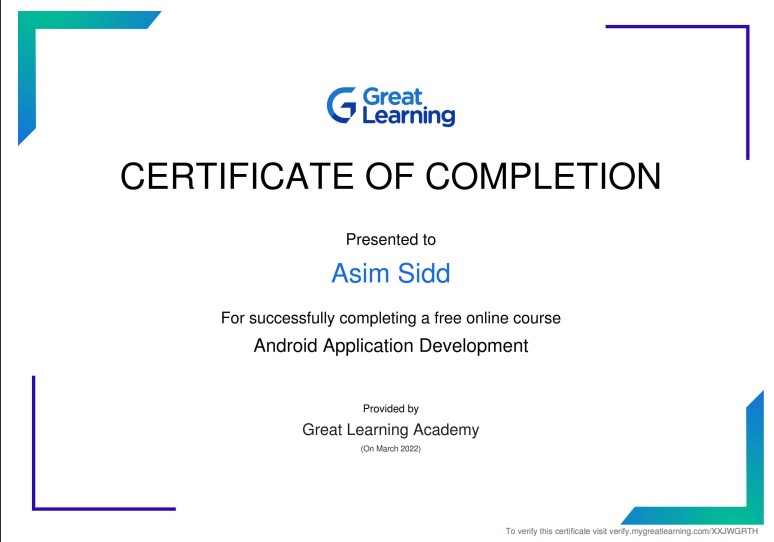 Great
Learning
CERTIFICATE OF COMPLETION
Presented to
Asim Sidd
For successfully completing a free online course
Android Application Development
Provided by
Great Learning Academy
(On March 2022)
To verify this certificate visit verify.mygreatlearning.com/XXJWGRTH